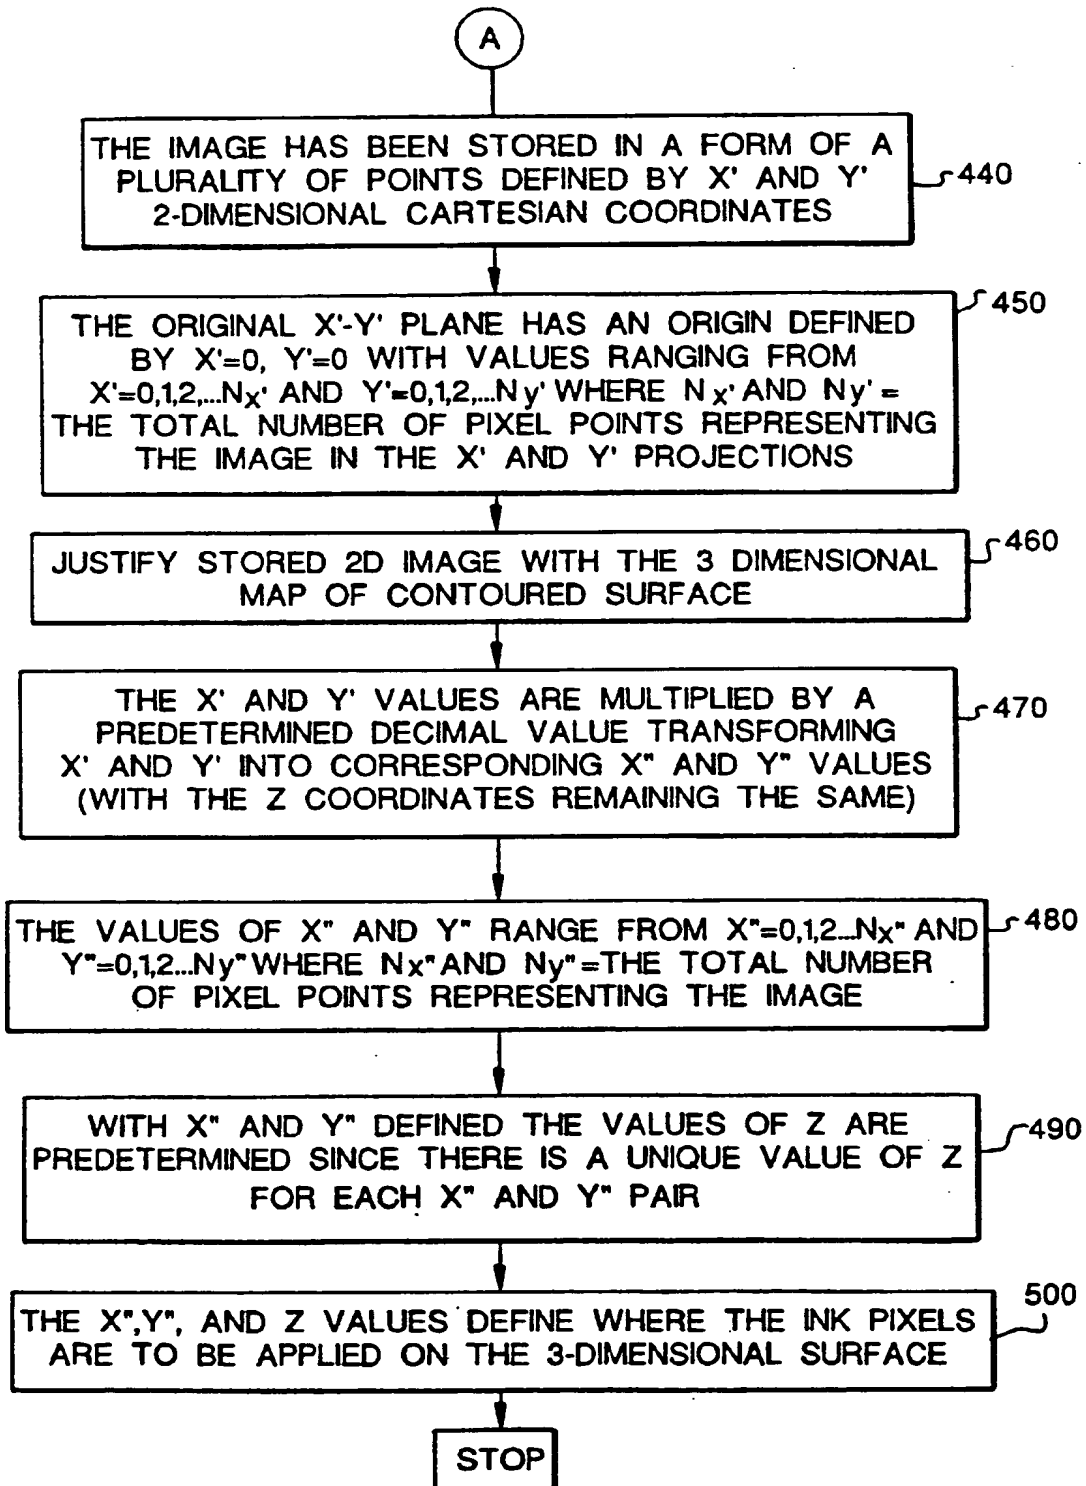 A
THE IMAGE HAS BEEN STORED IN A FORM OF A
PLURALITY OF POINTS DEFINED BY X' AND Y'
2-DIMENSIONAL CARTESIAN COORDINATES
440
THE ORIGINAL X'-Y' PLANE HAS AN ORIGIN DEFINED
BY X'=0, Y'=0 WITH VALUES RANGING FROM
X'=0,1,2,...Nx' AND Y'=0,1,2,...Ny' WHERE Nx' AND Ny' =
THE TOTAL NUMBER OF PIXEL POINTS REPRESENTING
THE IMAGE IN THE X' AND Y' PROJECTIONS
450
JUSTIFY STORED 2D IMAGE WITH THE 3 DIMENSIONAL
MAP OF CONTOURED SURFACE
460
THE X' AND Y' VALUES ARE MULTIPLIED BY A
PREDETERMINED DECIMAL VALUE TRANSFORMING
X' AND Y' INTO CORRESPONDING X" AND Y" VALUES
(WITH THE Z COORDINATES REMAINING THE SAME)
470
THE VALUES OF X" AND Y" RANGE FROM X"=0,1,2...Nx" AND
Y"=0,1,2...Ny" WHERE Nx" AND Ny"=THE TOTAL NUMBER
OF PIXEL POINTS REPRESENTING THE IMAGE
480
WITH X" AND Y" DEFINED THE VALUES OF Z ARE
PREDETERMINED SINCE THERE IS A UNIQUE VALUE OF Z
FOR EACH X" AND Y" PAIR
490
THE X",Y", AND Z VALUES DEFINE WHERE THE INK PIXELS
ARE TO BE APPLIED ON THE 3-DIMENSIONAL SURFACE
500
STOP